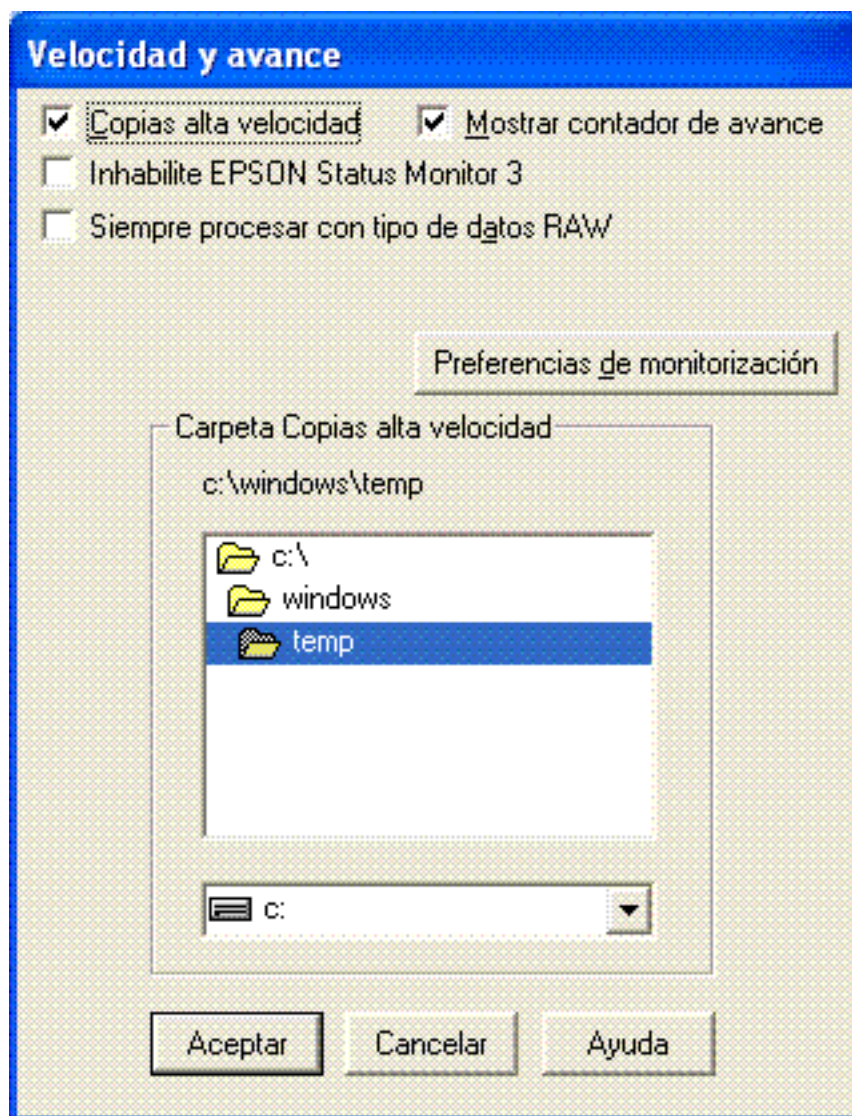 Velocidad y avance
Copias alta velocidad Mostrar contador de avance
Inhabilite EPSON Status Monitor 3
Siempre procesar con tipo de datos RAW
Preferencias de monitorización
Carpeta Copias alta velocidad
c:\windows\temp
c:\
windows
temp
c:
Aceptar Cancelar Ayuda